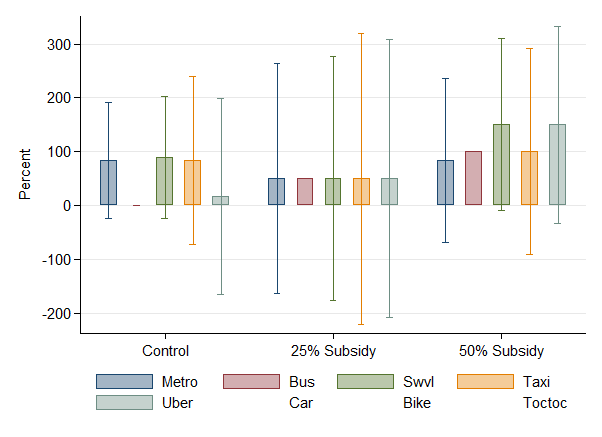 300
200
100
0
-100
-200
Percent
Control 25% Subsidy 50% Subsidy
Metro Bus Swvl Taxi
Uber Car Bike Toctoc